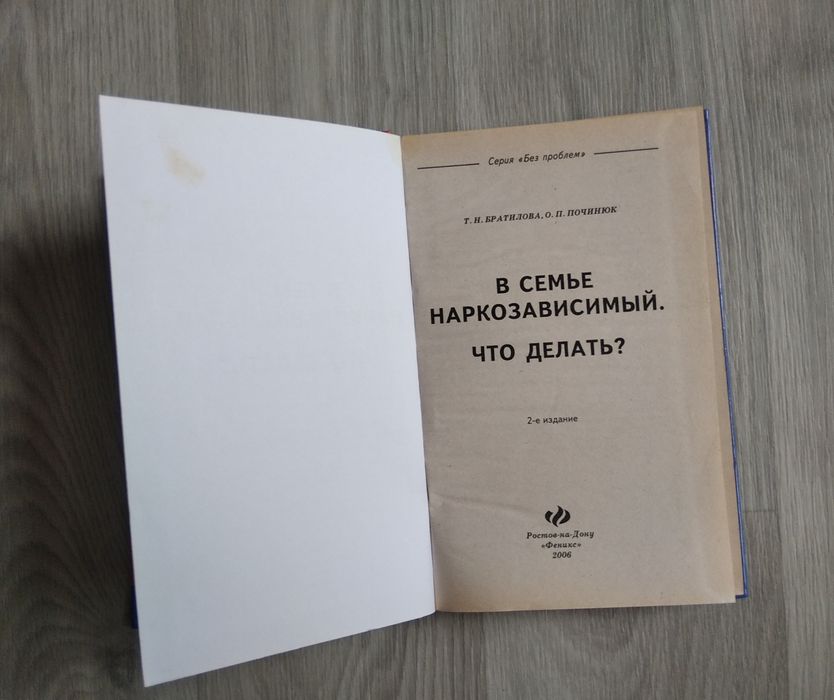 Серия «Без проблем»
Т. Н. БРАТИЛОВА, О. П. ПОЧИНЮК
В СЕМЬЕ
НАРКОЗАВИСИМЫЙ.
ЧТО ДЕЛАТЬ?
2-е издание
Ростов-на-Дону
«Феникс»
2006